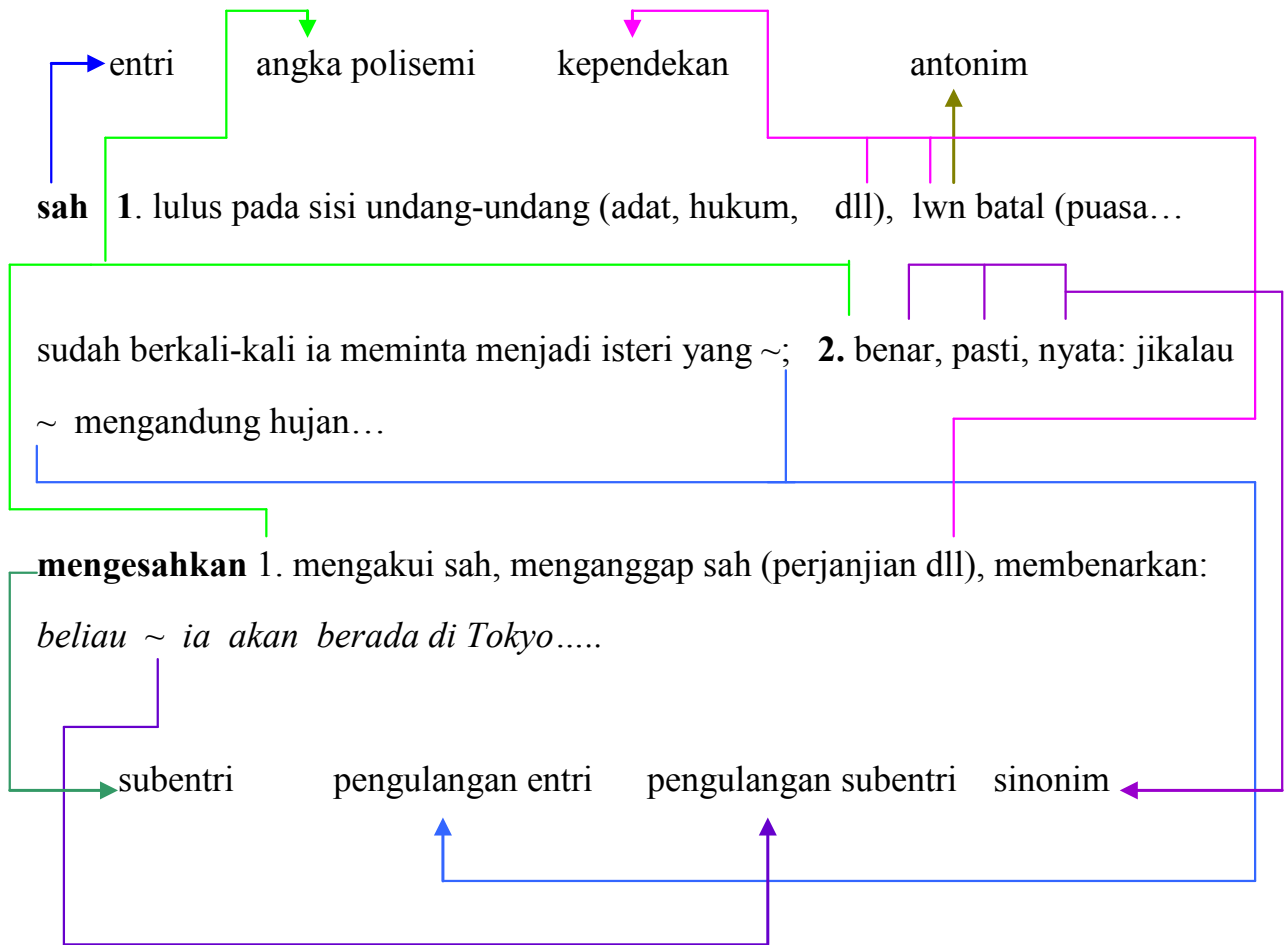 entri angka polisemi kependekan antonim
sah 1. lulus pada sisi undang-undang (adat, hukum, dll), lwn batal (puasa…
sudah berkali-kali ia meminta menjadi isteri yang ~; 2. benar, pasti, nyata: jikalau
~ mengandung hujan…
mengesahkan 1. mengakui sah, menganggap sah (perjanjian dll), membenarkan:
beliau ~ ia akan berada di Tokyo…..
subentri pengulangan entri pengulangan subentri sinonim